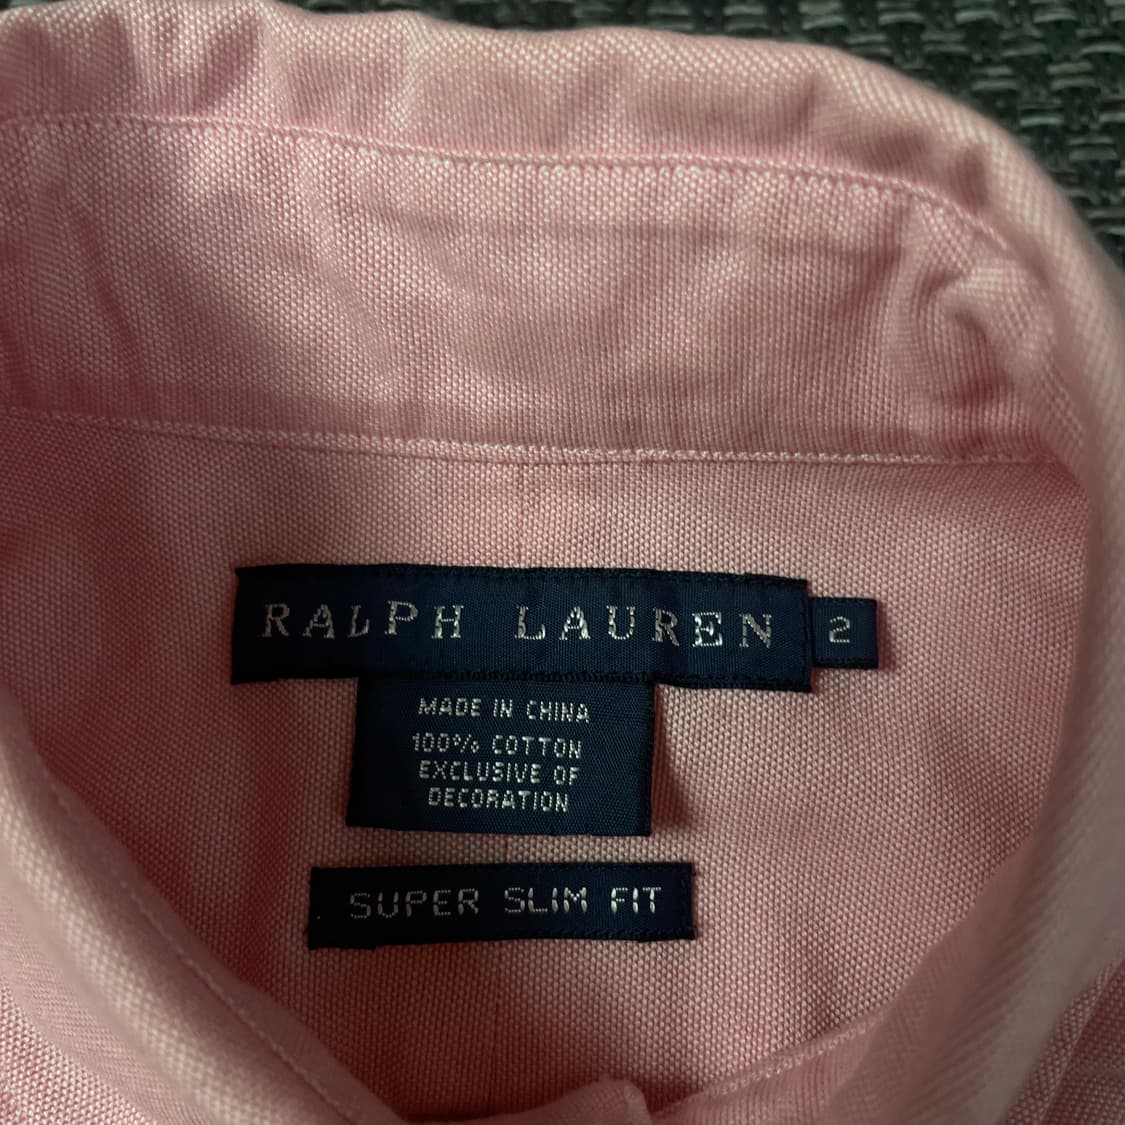 RALPH LAUREN 2
MADE IN CHINA
100% COTTON
EXCLUSIVE OF
DECORATION
SUPER SLIM FIT